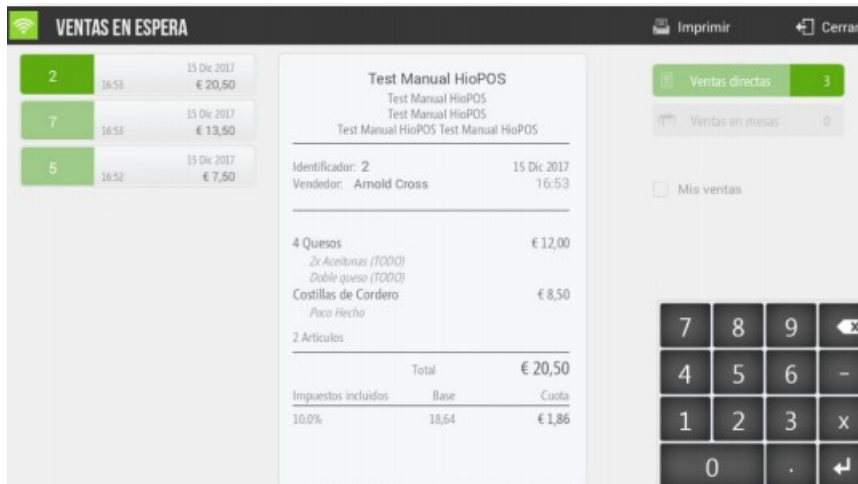 VENTAS EN ESPERA
Imprimir
Cerrar
2
16:53
15 Dic 2017
€ 20,50
7
16:53
15 Dic 2017
€ 13,50
5
16:52
15 Dic 2017
€ 7,50
Test Manual HioPOS
Test Manual HioPOS
Test Manual HioPOS
Test Manual HioPOS Test Manual HioPOS
Identificador: 2 15 Dic 2017
Vendedor: Arnold Cross 16:53
4 Quesos € 12,00
2x Aceitunas (TODO)
Doble queso (TODO)
Costillas de Cordero € 8,50
Poco Hecho
2 Articulos
Total € 20,50
Impuestos incluidos Base Cuota
10.0% 18,64 € 1,86
Ventas directas 3
Ventas en mesas 0
Mis ventas
7 8 9
4 5 6 -
1 2 3 x
0 .